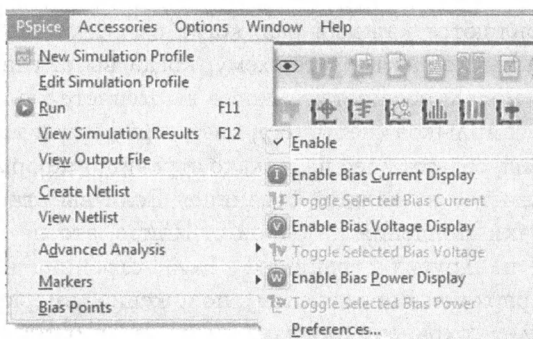 PSpice Accessories Options Window Help
New Simulation Profile
Edit Simulation Profile
Run F11
View Simulation Results F12
View Output File
Create Netlist
View Netlist
Advanced Analysis
Markers
Bias Points
Enable
Enable Bias Current Display
Toggle Selected Bias Current
Enable Bias Voltage Display
Toggle Selected Bias Voltage
Enable Bias Power Display
Toggle Selected Bias Power
Preferences...